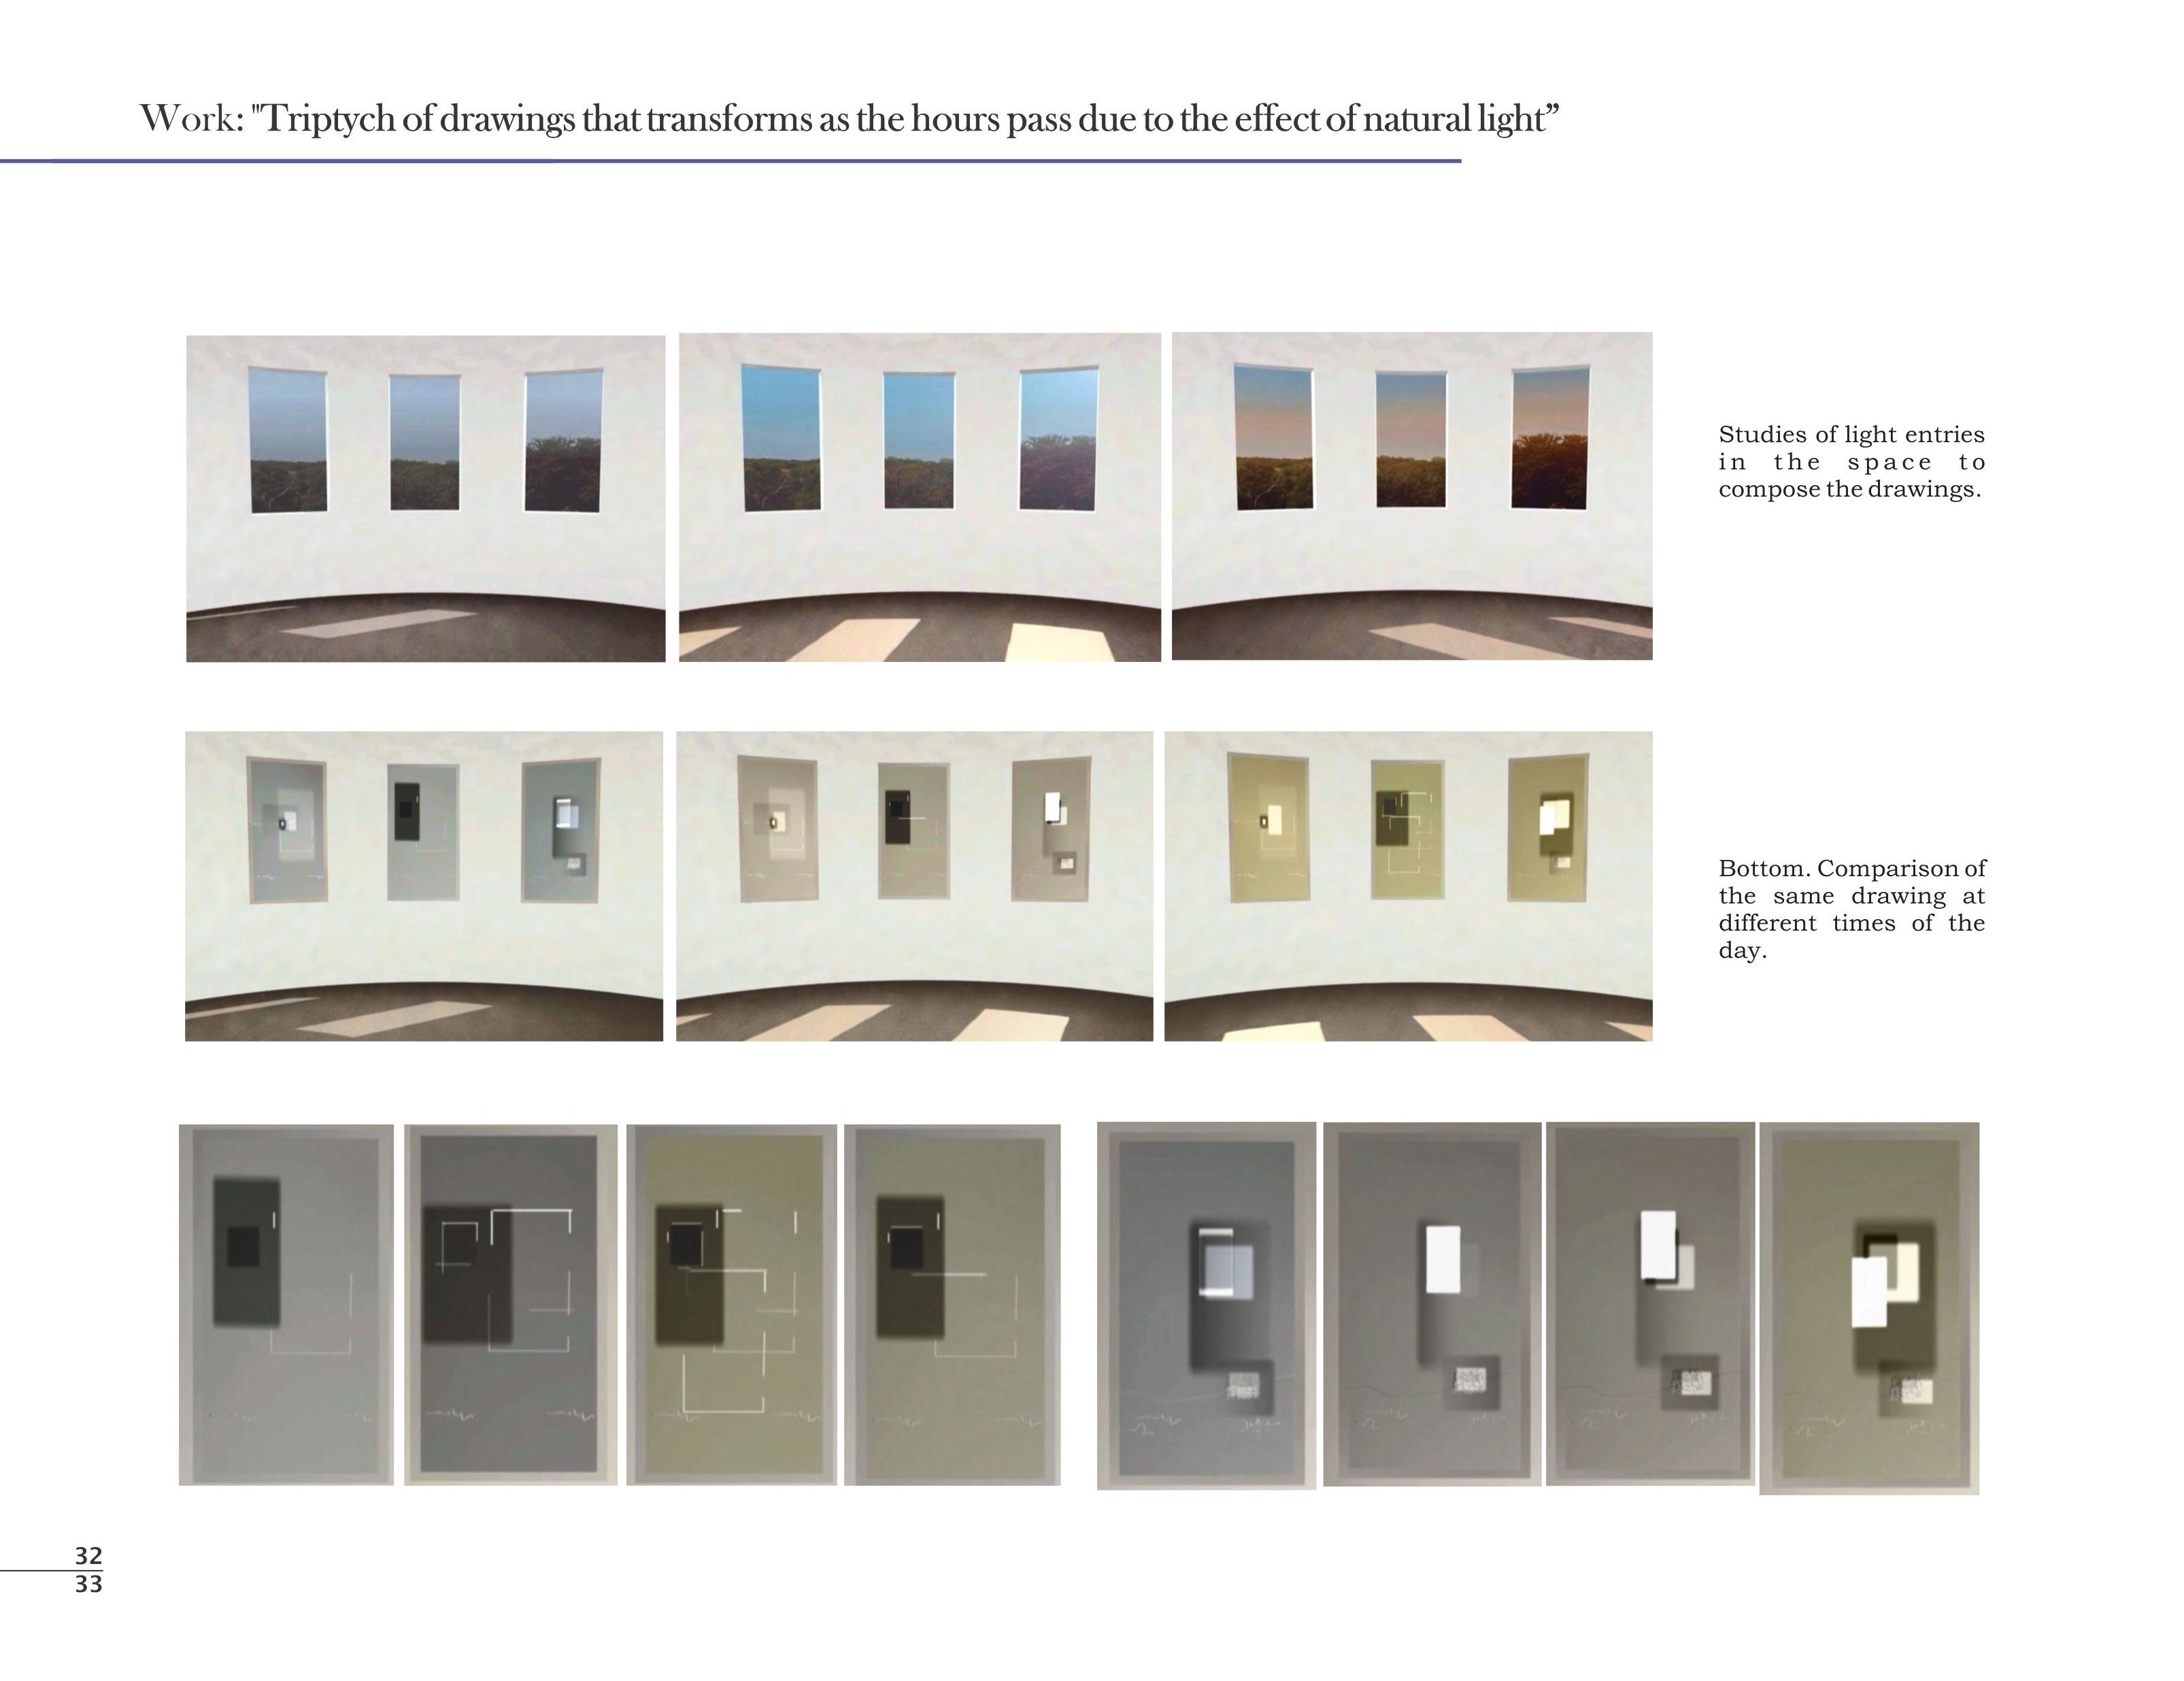 Work: "Triptych of drawings that transforms as the hours pass due to the effect of natural light”
Studies of light entries
in the space to
compose the drawings.
Bottom. Comparison of
the same drawing at
different times of the
day.
32
33